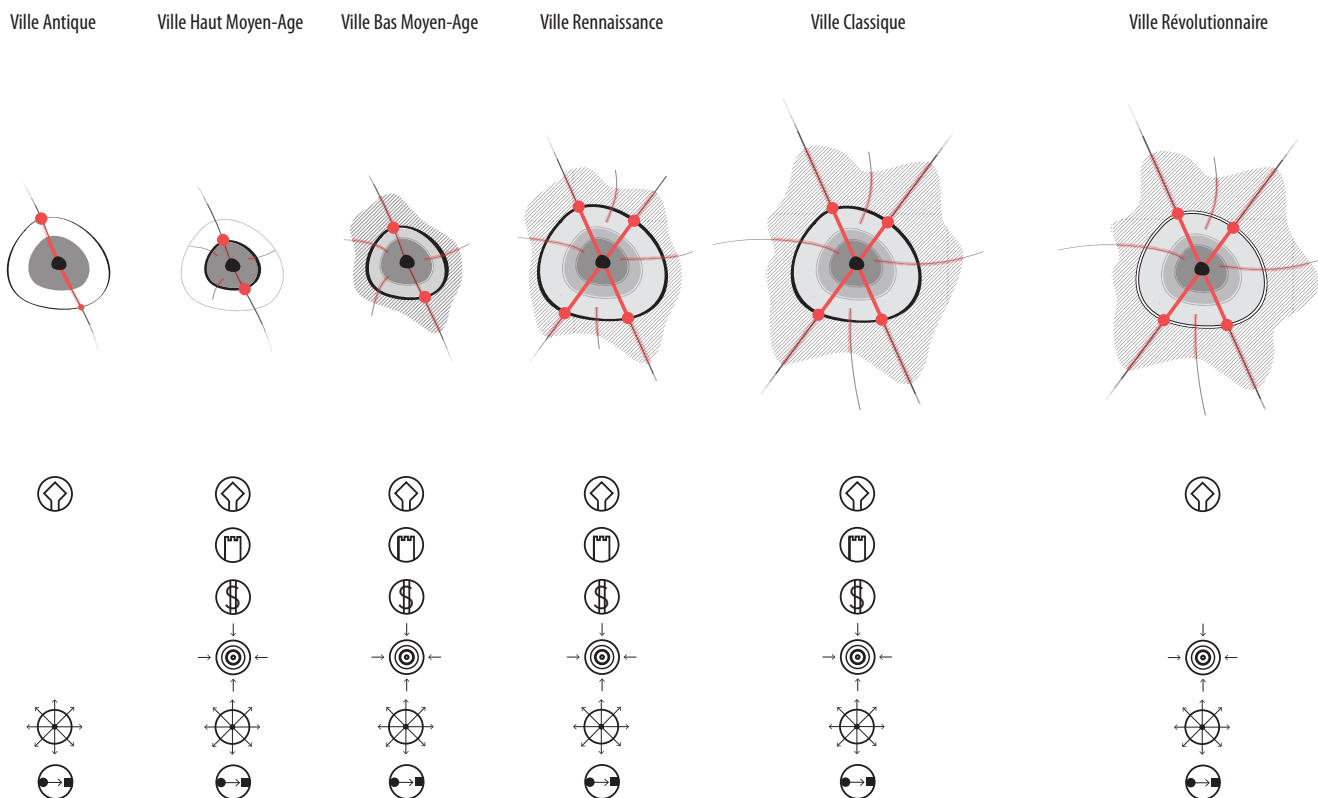 Ville Antique
Ville Haut Moyen-Age
Ville Bas Moyen-Age
Ville Rennaissance
Ville Classique
Ville Révolutionnaire
$
$
$
$